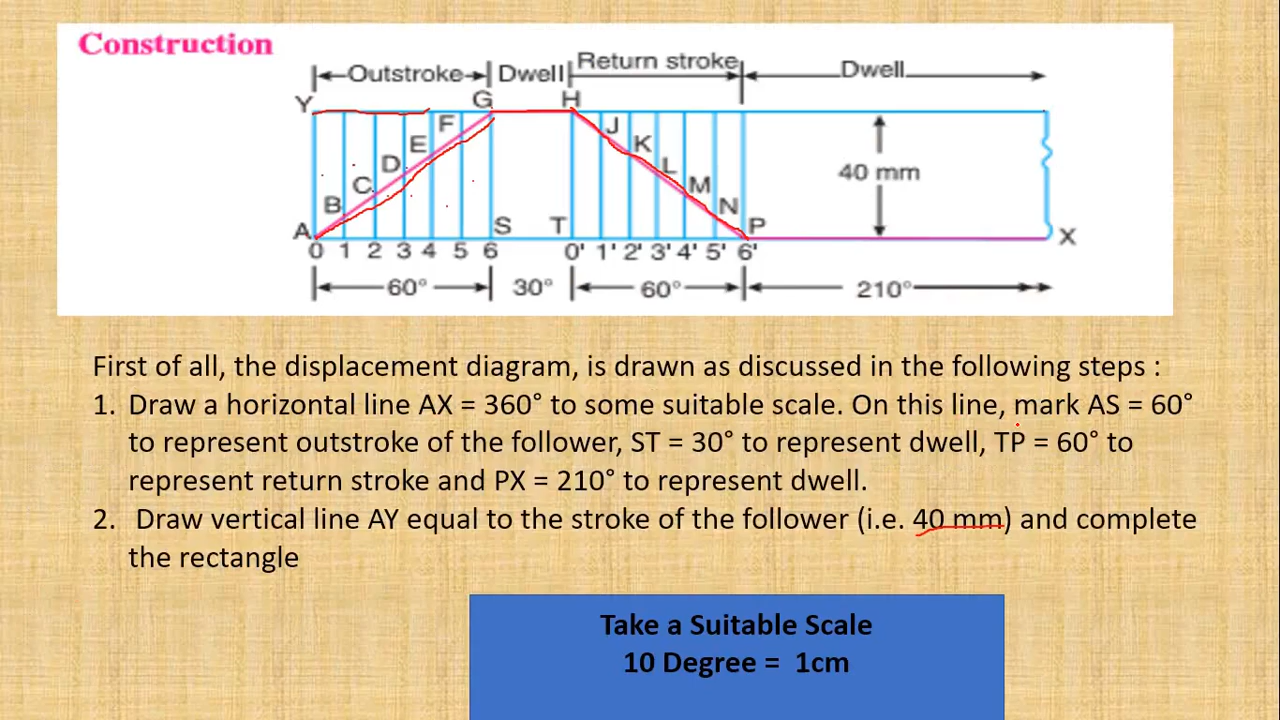 Construction
Outstroke Dwell Return stroke Dwell
Y G H
A B C D E F S T J K L M N P X
40 mm
0 1 2 3 4 5 6 0' 1' 2' 3' 4' 5' 6'
60° 30° 60° 210°
First of all, the displacement diagram, is drawn as discussed in the following steps :
1. Draw a horizontal line AX = 360° to some suitable scale. On this line, mark AS = 60°
to represent outstroke of the follower, ST = 30° to represent dwell, TP = 60° to
represent return stroke and PX = 210° to represent dwell.
2. Draw vertical line AY equal to the stroke of the follower (i.e. 40 mm) and complete
the rectangle
Take a Suitable Scale
10 Degree = 1cm